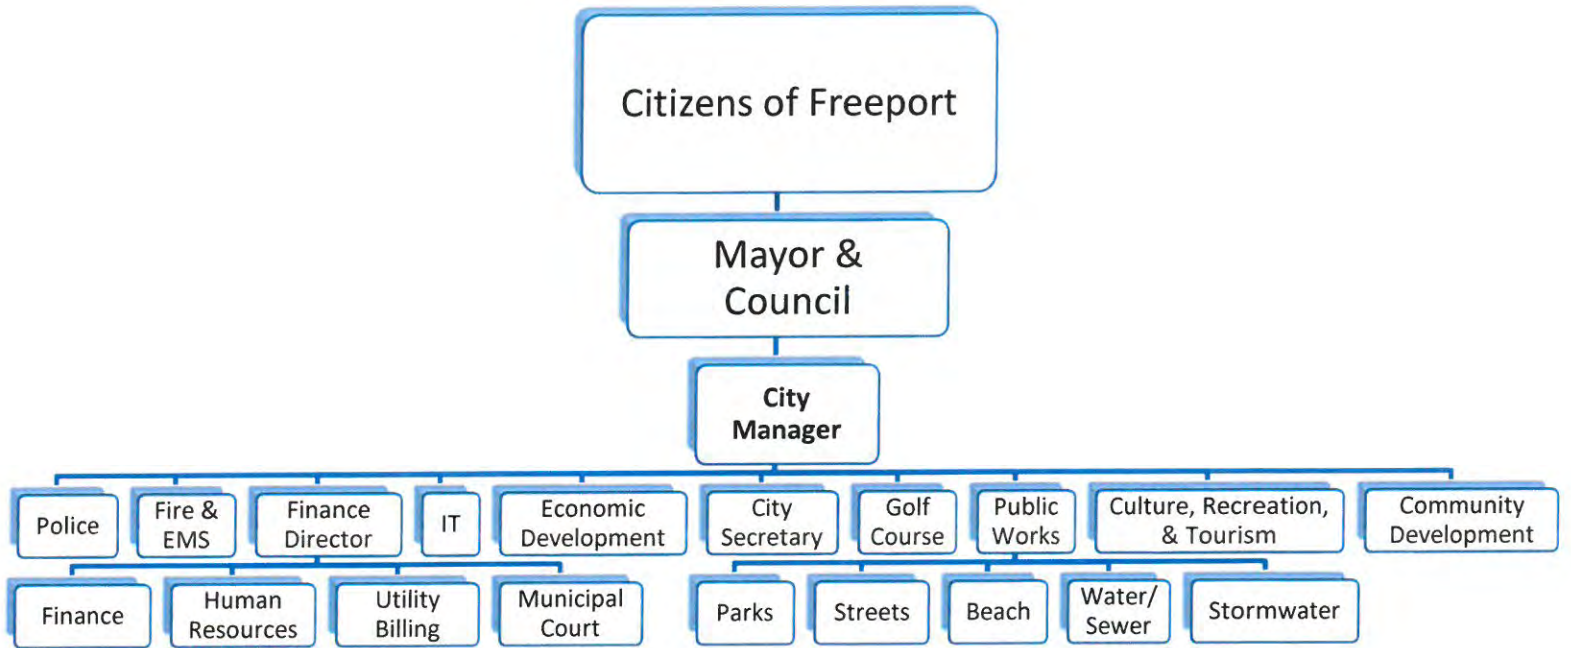 Citizens of Freeport
Mayor &
Council
City
Manager
Police
Fire &
EMS
Finance
Director
IT
Economic
Development
City
Secretary
Golf
Course
Public
Works
Culture, Recreation,
& Tourism
Community
Development
Finance
Human
Resources
Utility
Billing
Municipal
Court
Parks
Streets
Beach
Water/
Sewer
Stormwater